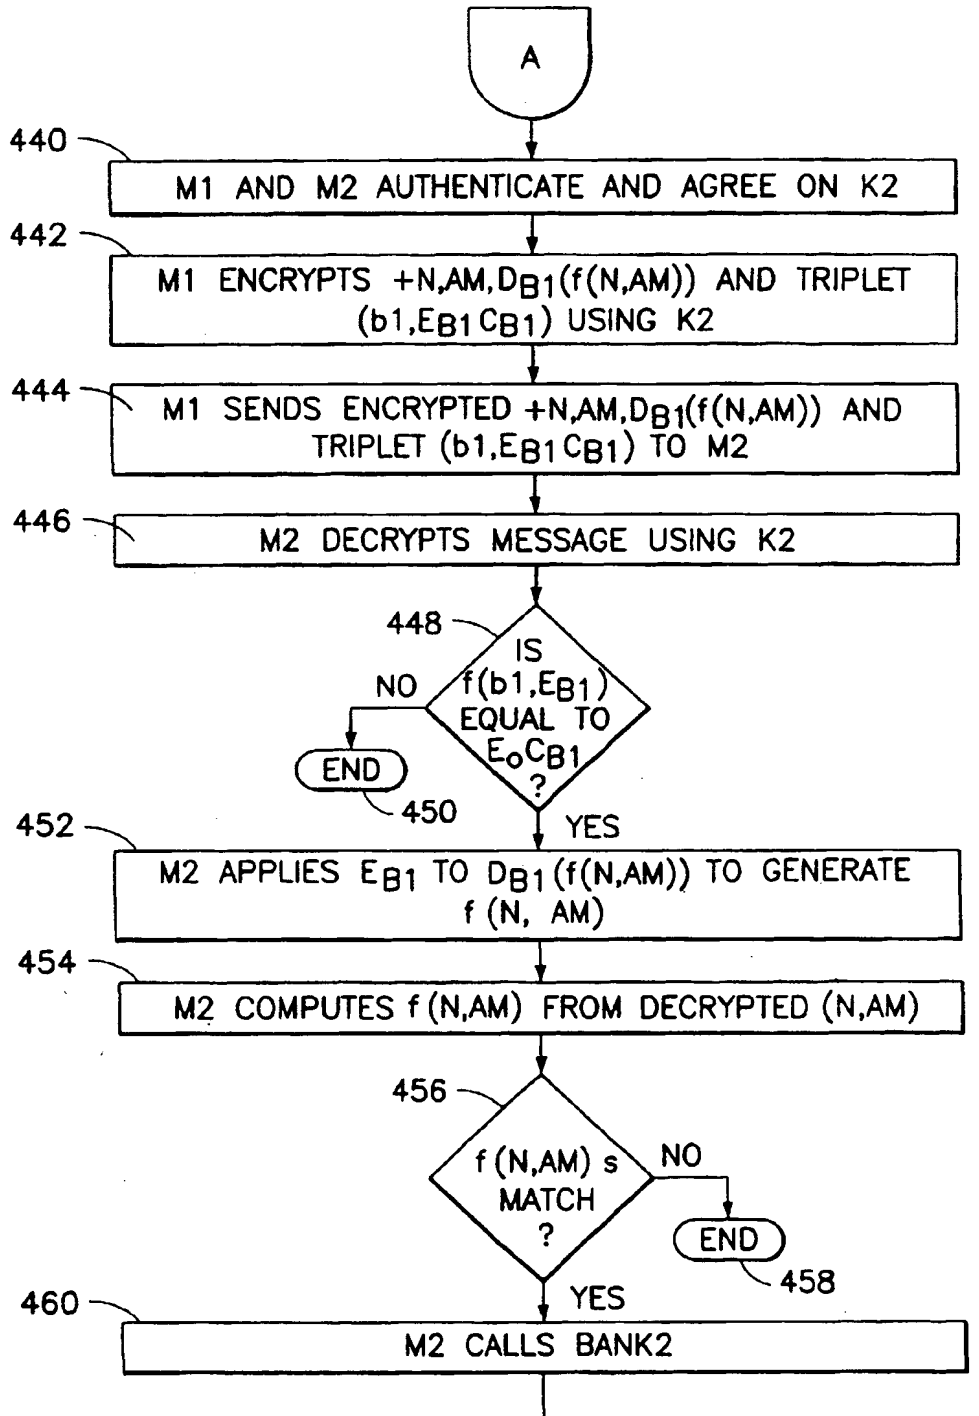 A
440
M1 AND M2 AUTHENTICATE AND AGREE ON K2
442
M1 ENCRYPTS +N,AM,DB1(f(N,AM)) AND TRIPLET
(b1,EB1CB1) USING K2
444
M1 SENDS ENCRYPTED +N,AM,DB1(f(N,AM)) AND
TRIPLET (b1,EB1CB1) TO M2
446
M2 DECRYPTS MESSAGE USING K2
448
IS
f(b1,EB1)
EQUAL TO
EoCB1
?
NO
END
450
YES
452
M2 APPLIES EB1 TO DB1(f(N,AM)) TO GENERATE
f (N, AM)
454
M2 COMPUTES f (N,AM) FROM DECRYPTED (N,AM)
456
f (N,AM) s
MATCH
?
NO
END
458
YES
460
M2 CALLS BANK2